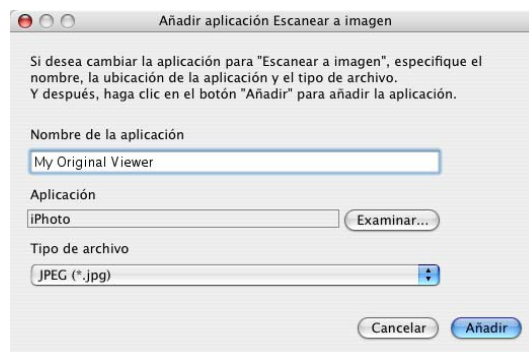 Añadir aplicación Escanear a imagen
Si desea cambiar la aplicación para "Escanear a imagen", especifique el
nombre, la ubicación de la aplicación y el tipo de archivo.
Y después, haga clic en el botón "Añadir" para añadir la aplicación.
Nombre de la aplicación
My Original Viewer
Aplicación
iPhoto
Examinar...
Tipo de archivo
JPEG (*.jpg)
Cancelar
Añadir